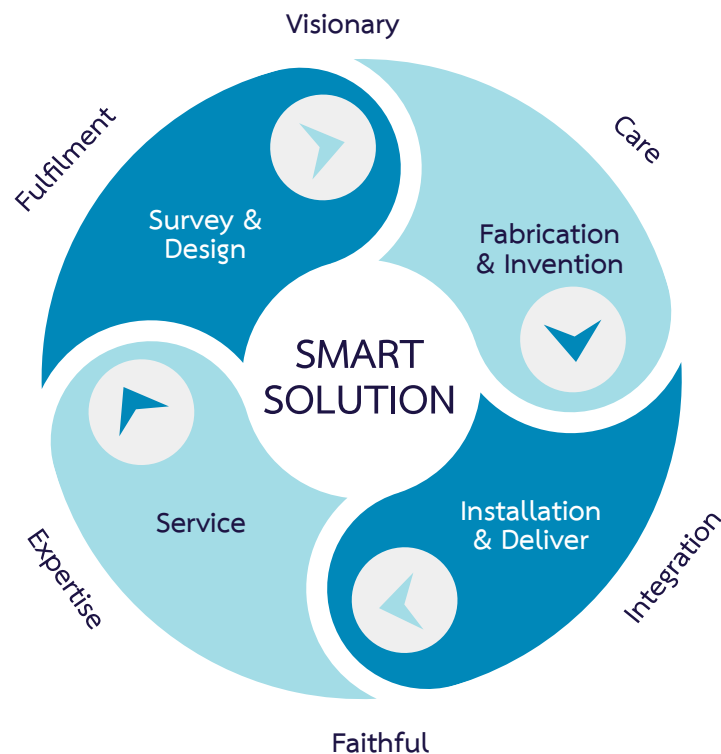 Visionary
Fulfilment
Care
Survey &
Design
Fabrication
& Invention
SMART
SOLUTION
Service
Installation
& Deliver
Expertise
Integration
Faithful